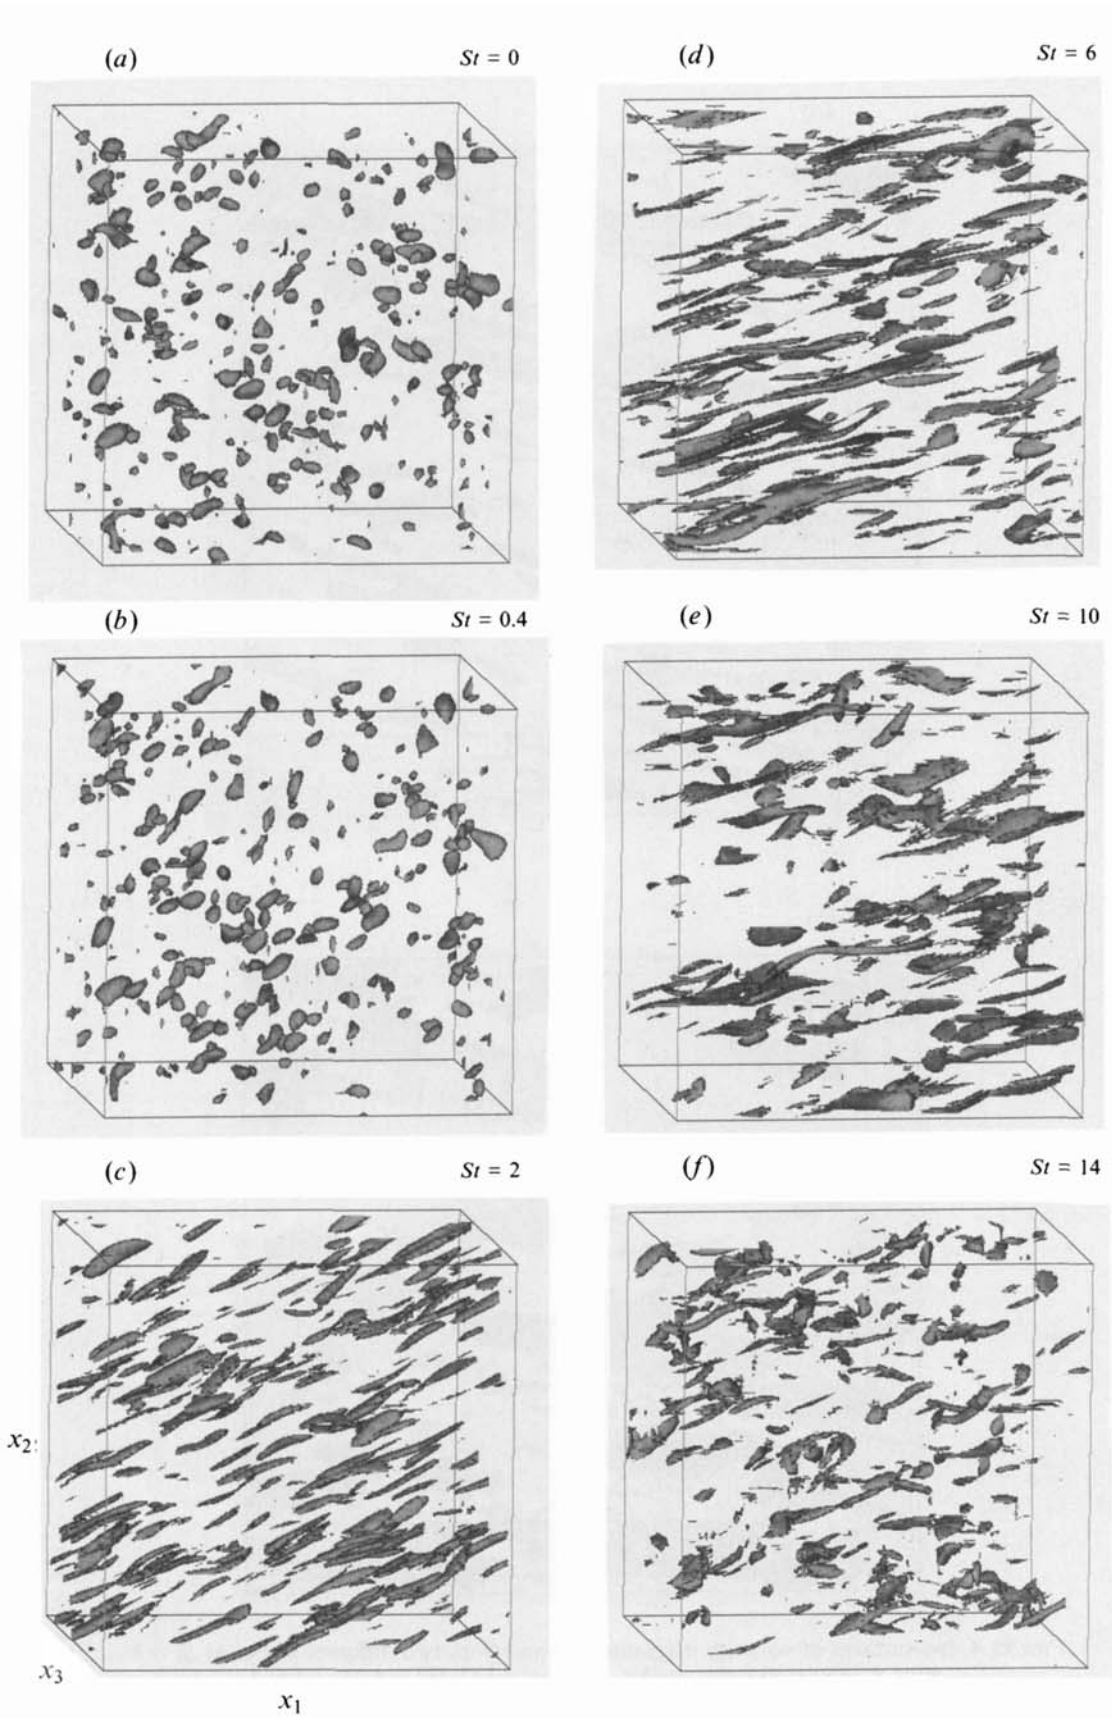 (a) St = 0
(d) St = 6
(b) St = 0.4
(e) St = 10
(c) St = 2
(f) St = 14
x2
x3
x1